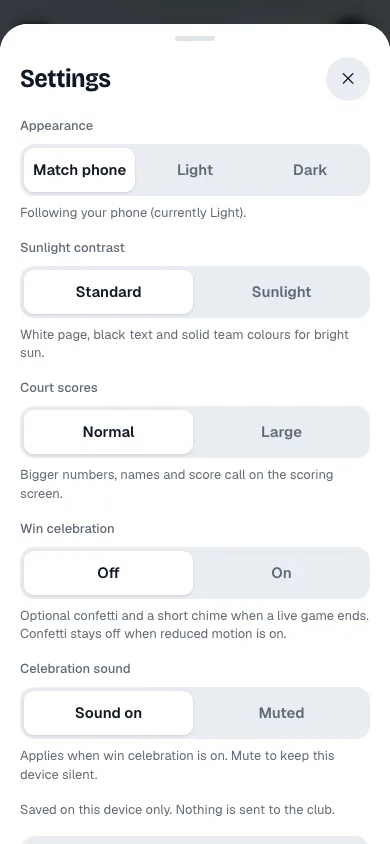 Settings
Appearance
Match phone
Light
Dark
Following your phone (currently Light).
Sunlight contrast
Standard
Sunlight
White page, black text and solid team colours for bright
sun.
Court scores
Normal
Large
Bigger numbers, names and score call on the scoring
screen.
Win celebration
Off
On
Optional confetti and a short chime when a live game ends.
Confetti stays off when reduced motion is on.
Celebration sound
Sound on
Muted
Applies when win celebration is on. Mute to keep this
device silent.
Saved on this device only. Nothing is sent to the club.